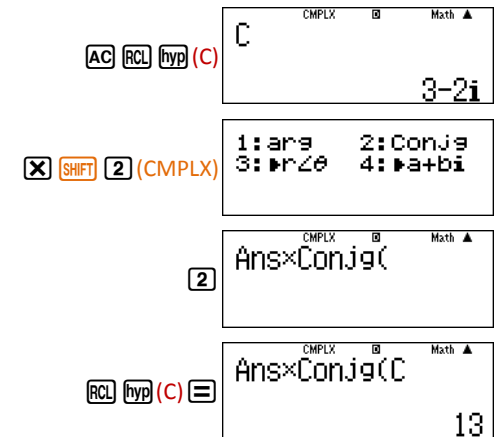 CMPLX D Math ▲
C
AC RCL hyp (C)
3-2i
1:arg 2:Conjg
X SHIFT 2 (CMPLX)
3:▶r∠θ 4:▶a+bi
CMPLX D Math ▲
Ans×Conjg(
2
CMPLX D Math ▲
Ans×Conjg(C
RCL hyp (C) =
13